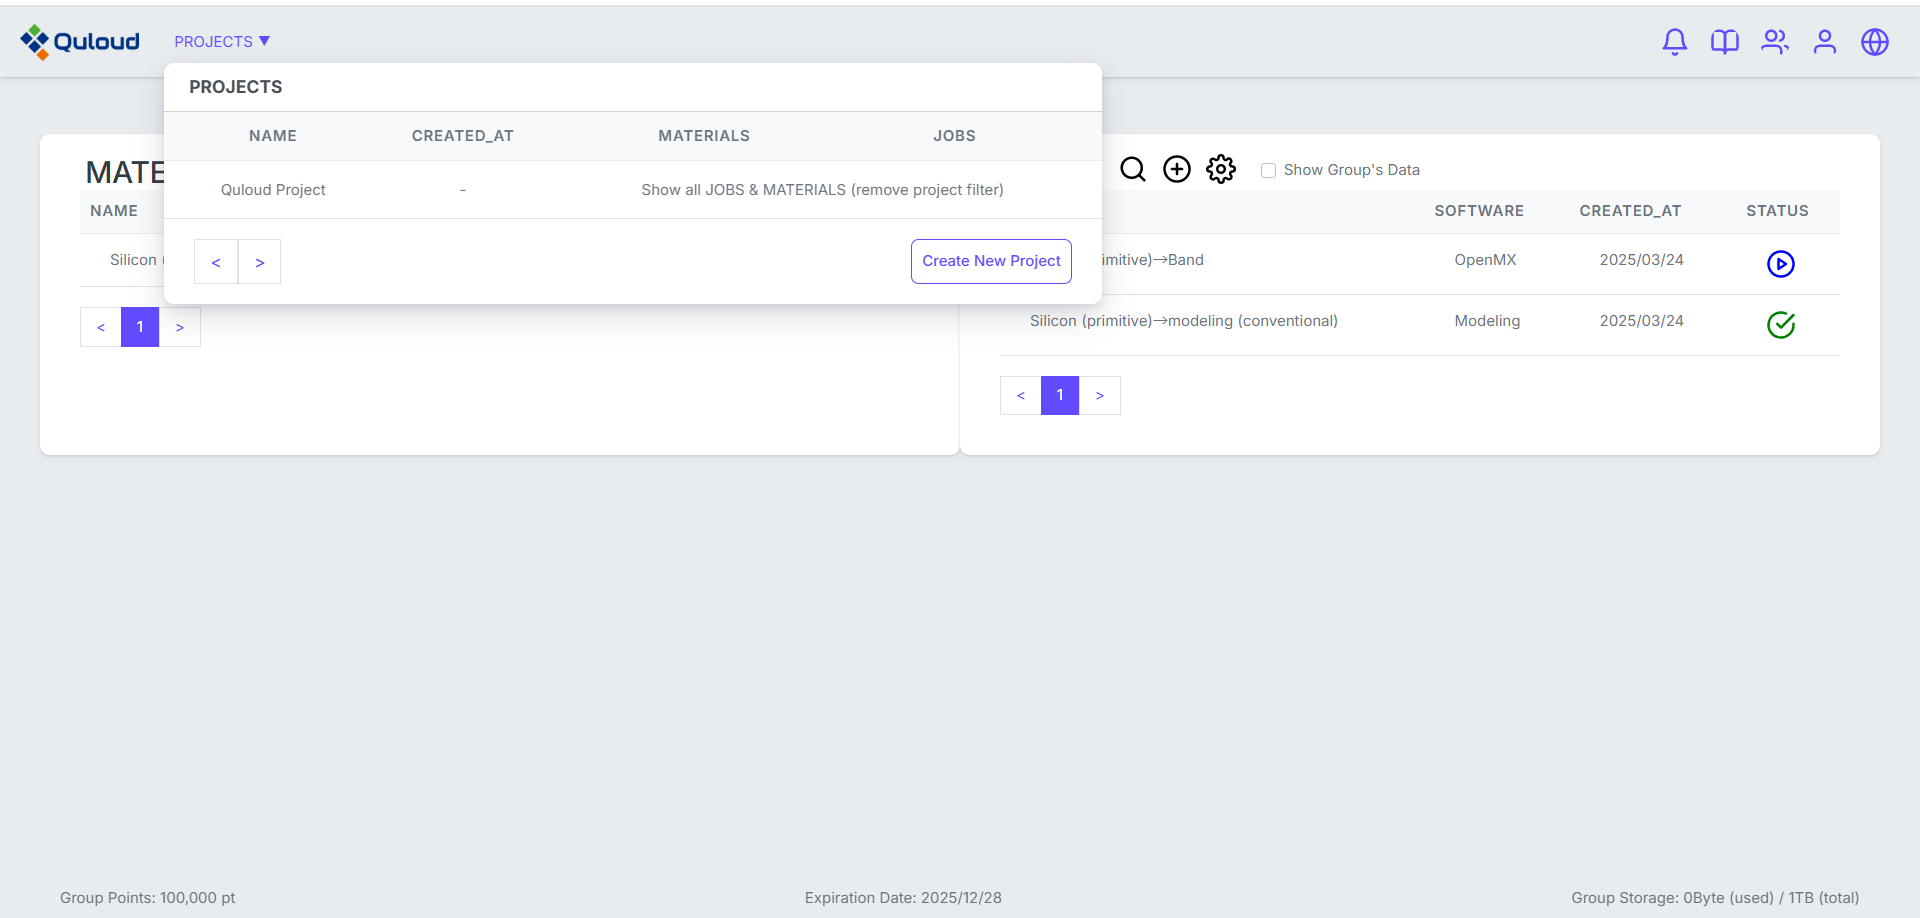 Quloud
PROJECTS ▼
PROJECTS
NAME CREATED_AT MATERIALS JOBS
Quloud Project - Show all JOBS & MATERIALS (remove project filter)
< >
Create New Project
MATE
NAME
Silicon (
< 1 >
Show Group's Data
SOFTWARE CREATED_AT STATUS
imitive)→Band OpenMX 2025/03/24
Silicon (primitive)→modeling (conventional) Modeling 2025/03/24
< 1 >
Group Points: 100,000 pt
Expiration Date: 2025/12/28
Group Storage: 0Byte (used) / 1TB (total)